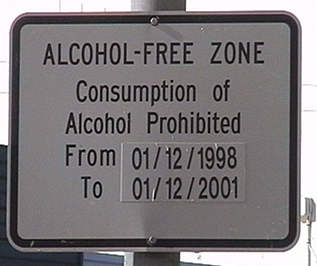 ALCOHOL-FREE ZONE
Consumption of
Alcohol Prohibited
From 01/12/1998
To 01/12/2001